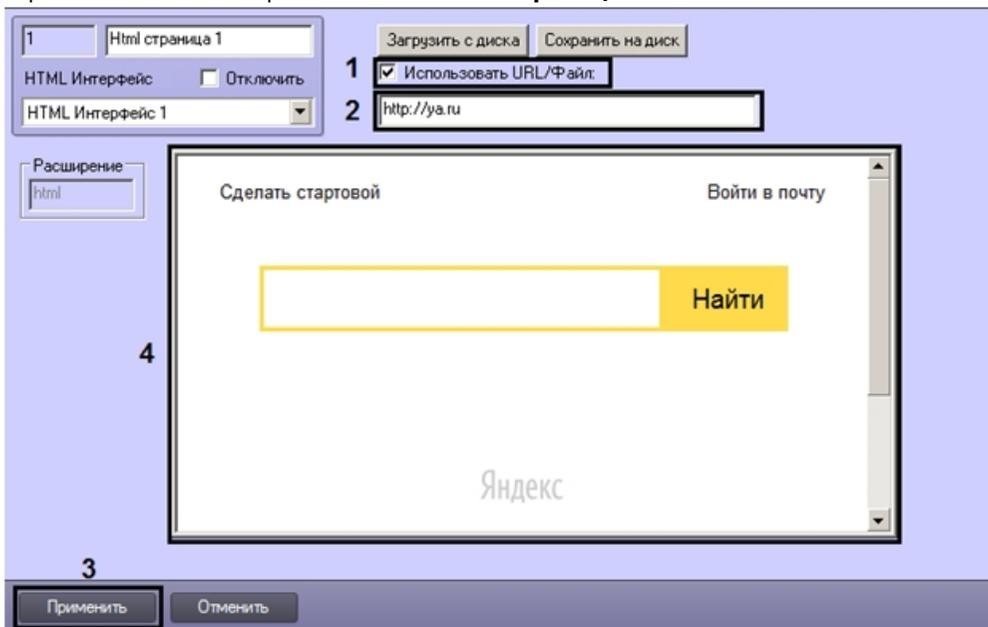 1 Html страница 1
Загрузить с диска Сохранить на диск
HTML Интерфейс Отключить
1 Использовать URL/Файл:
HTML Интерфейс 1
2 http://ya.ru
Расширение
html
Сделать стартовой Войти в почту
Найти
4
Яндекс
3
Применить Отменить